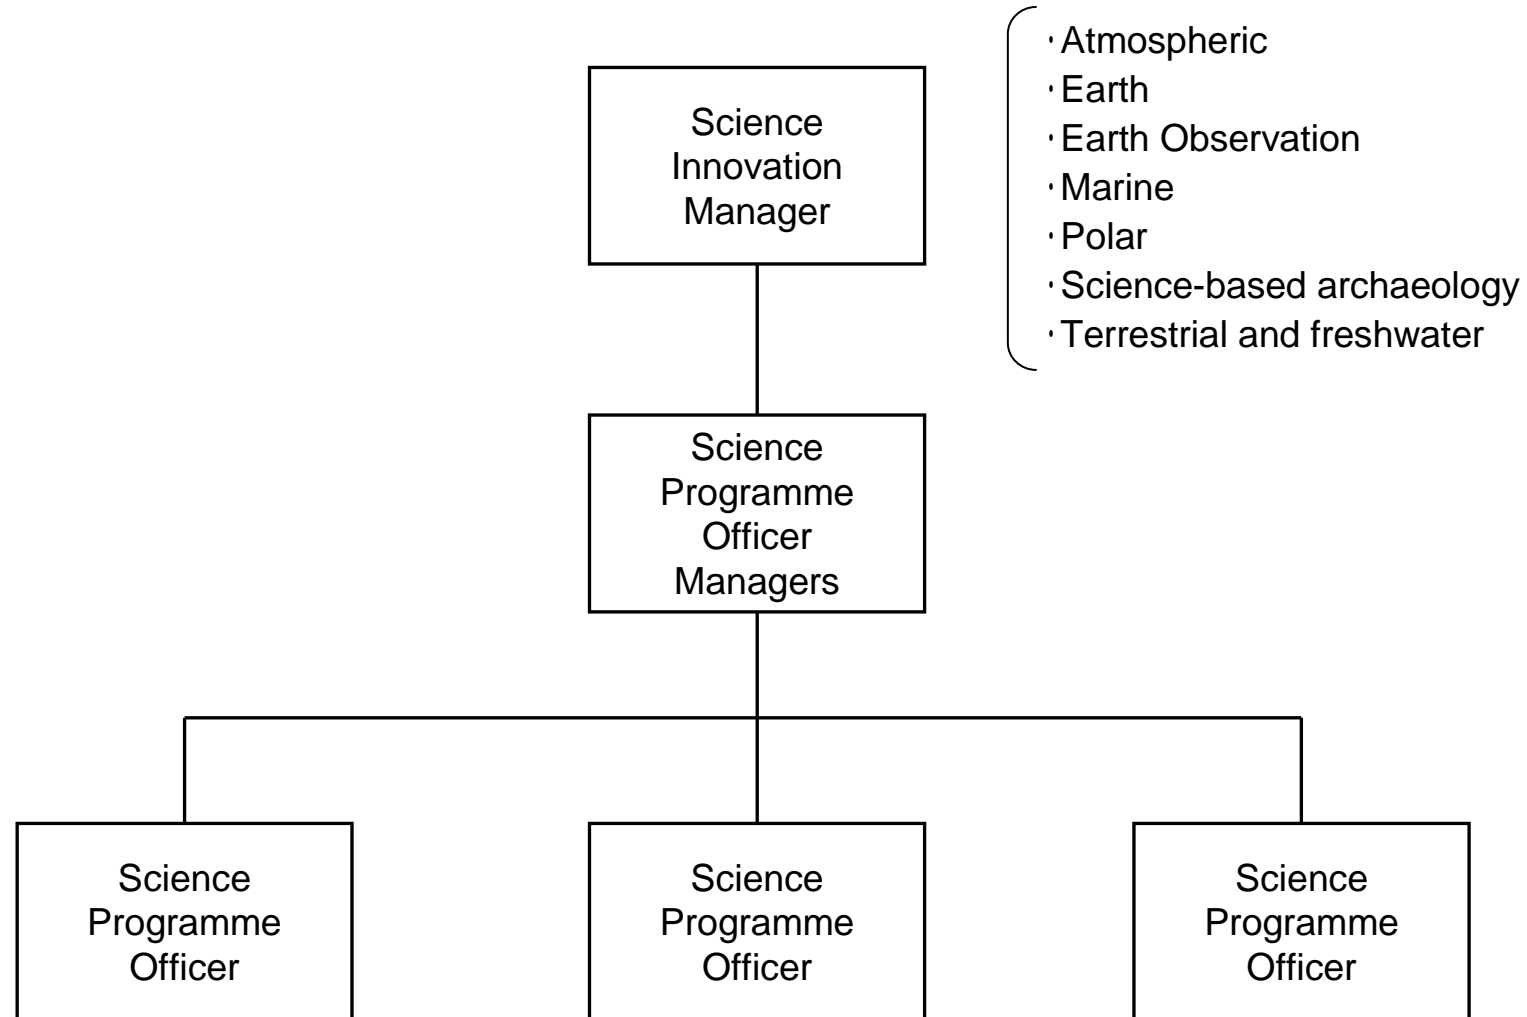 Science
Innovation
Manager
· Atmospheric
· Earth
· Earth Observation
· Marine
· Polar
· Science-based archaeology
· Terrestrial and freshwater
Science
Programme
Officer
Managers
Science
Programme
Officer
Science
Programme
Officer
Science
Programme
Officer